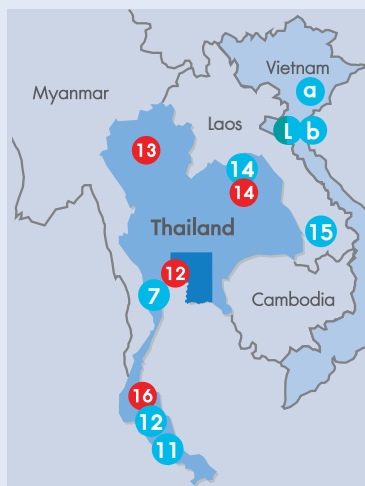 Vietnam
a
Myanmar
Laos
L b
13
14
14
Thailand
15
12
7
Cambodia
16
12
11